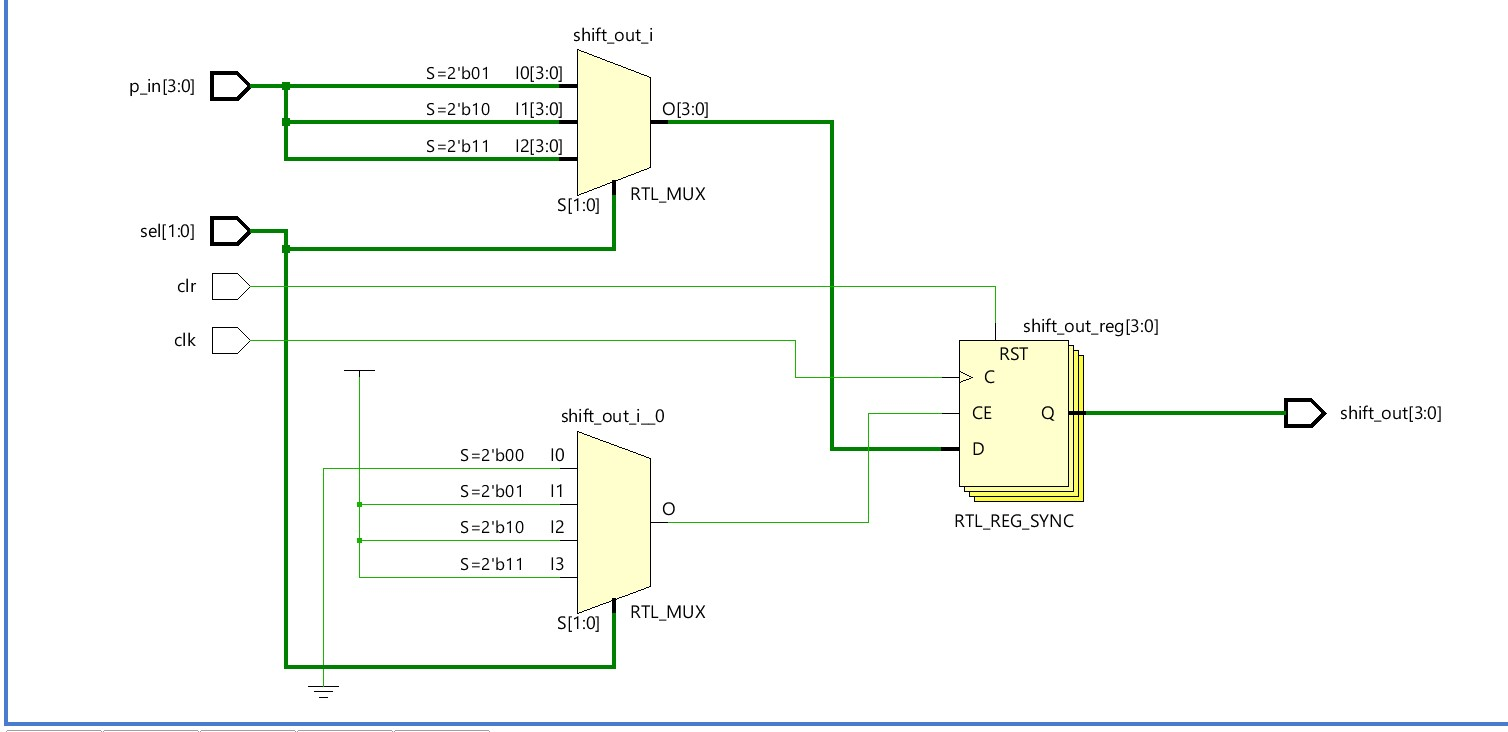 shift_out_i
p_in[3:0]
S=2'b01 I0[3:0]
S=2'b10 I1[3:0]
S=2'b11 I2[3:0]
O[3:0]
RTL_MUX
S[1:0]
sel[1:0]
clr
clk
shift_out_reg[3:0]
RST
C
CE
Q
D
shift_out[3:0]
RTL_REG_SYNC
shift_out_i__0
S=2'b00 I0
S=2'b01 I1
S=2'b10 I2
S=2'b11 I3
O
RTL_MUX
S[1:0]